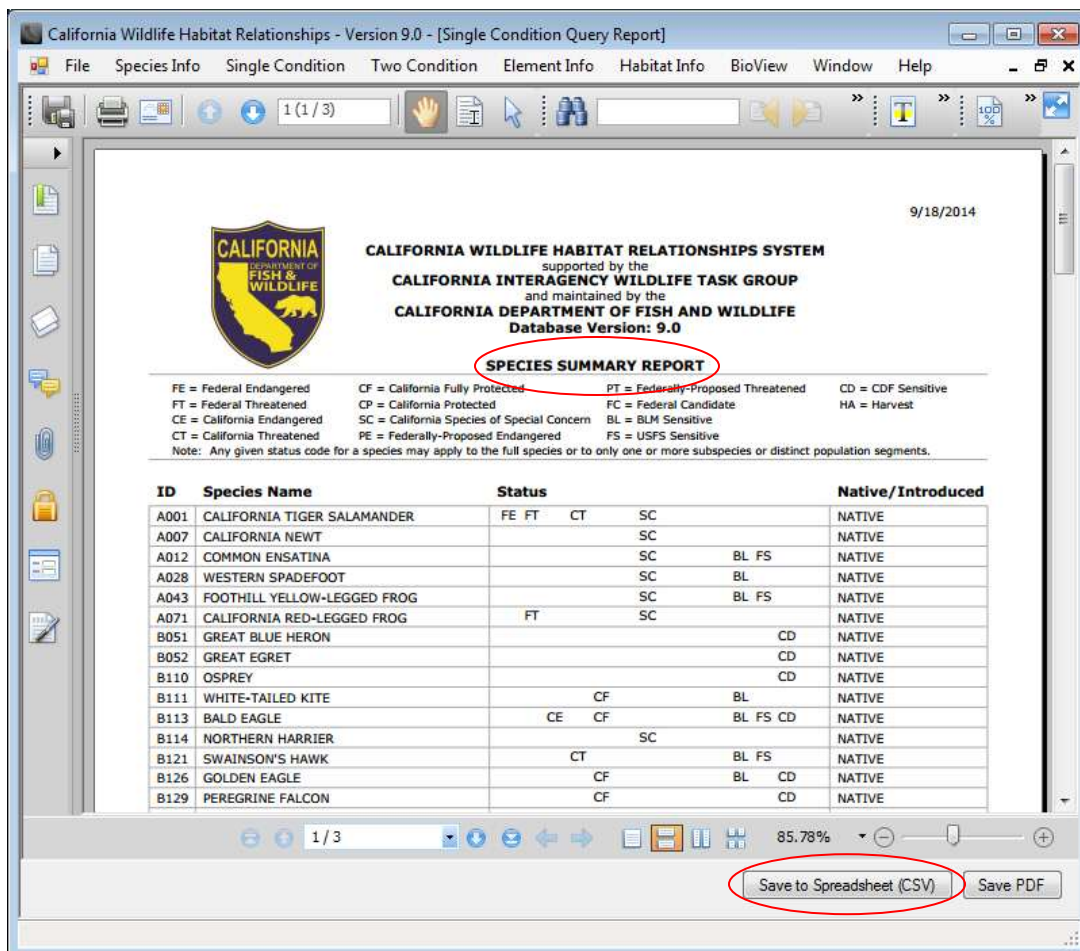 California Wildlife Habitat Relationships - Version 9.0 - [Single Condition Query Report]
File Species Info Single Condition Two Condition Element Info Habitat Info BioView Window Help
1 (1 / 3)
9/18/2014
CALIFORNIA
DEPARTMENT OF
FISH &
WILDLIFE
CALIFORNIA WILDLIFE HABITAT RELATIONSHIPS SYSTEM
supported by the
CALIFORNIA INTERAGENCY WILDLIFE TASK GROUP
and maintained by the
CALIFORNIA DEPARTMENT OF FISH AND WILDLIFE
Database Version: 9.0
SPECIES SUMMARY REPORT
FE = Federal Endangered CF = California Fully Protected PT = Federally-Proposed Threatened CD = CDF Sensitive
FT = Federal Threatened CP = California Protected FC = Federal Candidate HA = Harvest
CE = California Endangered SC = California Species of Special Concern BL = BLM Sensitive
CT = California Threatened PE = Federally-Proposed Endangered FS = USFS Sensitive
Note: Any given status code for a species may apply to the full species or to only one or more subspecies or distinct population segments.
ID Species Name Status Native/Introduced
A001 CALIFORNIA TIGER SALAMANDER FE FT CT SC NATIVE
A007 CALIFORNIA NEWT SC NATIVE
A012 COMMON ENSATINA SC BL FS NATIVE
A028 WESTERN SPADEFOOT SC BL NATIVE
A043 FOOTHILL YELLOW-LEGGED FROG SC BL FS NATIVE
A071 CALIFORNIA RED-LEGGED FROG FT SC NATIVE
B051 GREAT BLUE HERON CD NATIVE
B052 GREAT EGRET CD NATIVE
B110 OSPREY CD NATIVE
B111 WHITE-TAILED KITE CF BL NATIVE
B113 BALD EAGLE CE CF BL FS CD NATIVE
B114 NORTHERN HARRIER SC NATIVE
B121 SWAINSON'S HAWK CT BL FS NATIVE
B126 GOLDEN EAGLE CF BL CD NATIVE
B129 PEREGRINE FALCON CF CD NATIVE
1/3 85.78%
Save to Spreadsheet (CSV) Save PDF